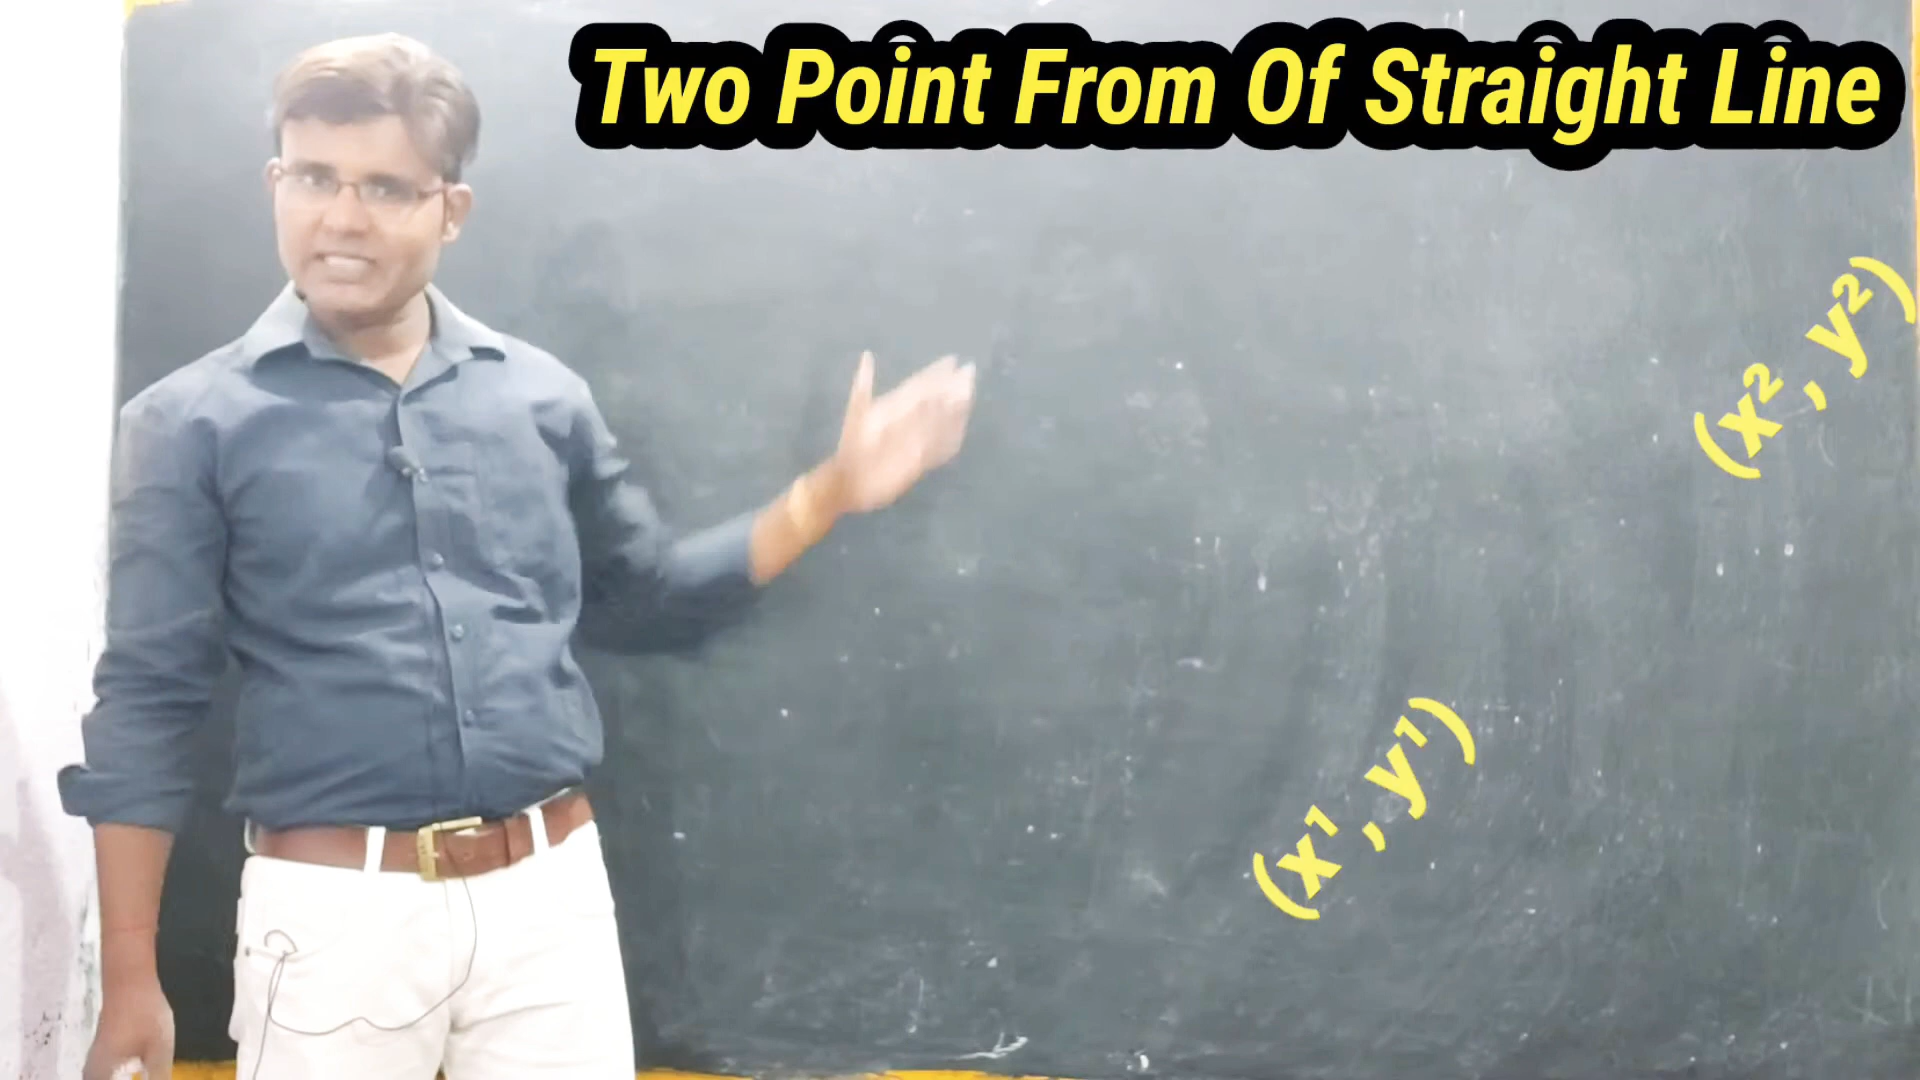 Two Point From Of Straight Line
(x², y²)
(x¹, y¹)